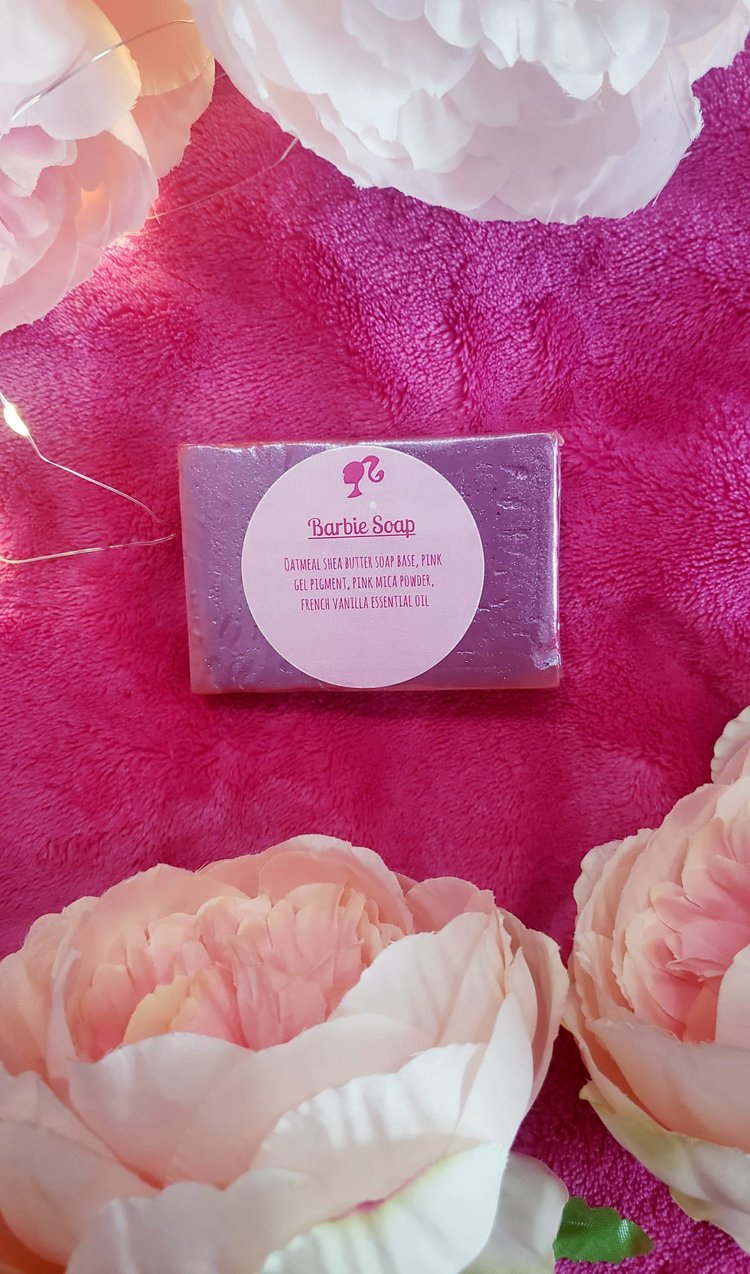 Barbie Soap
Oatmeal shea butter soap base, pink
gel pigment, pink mica powder,
french vanilla essential oil